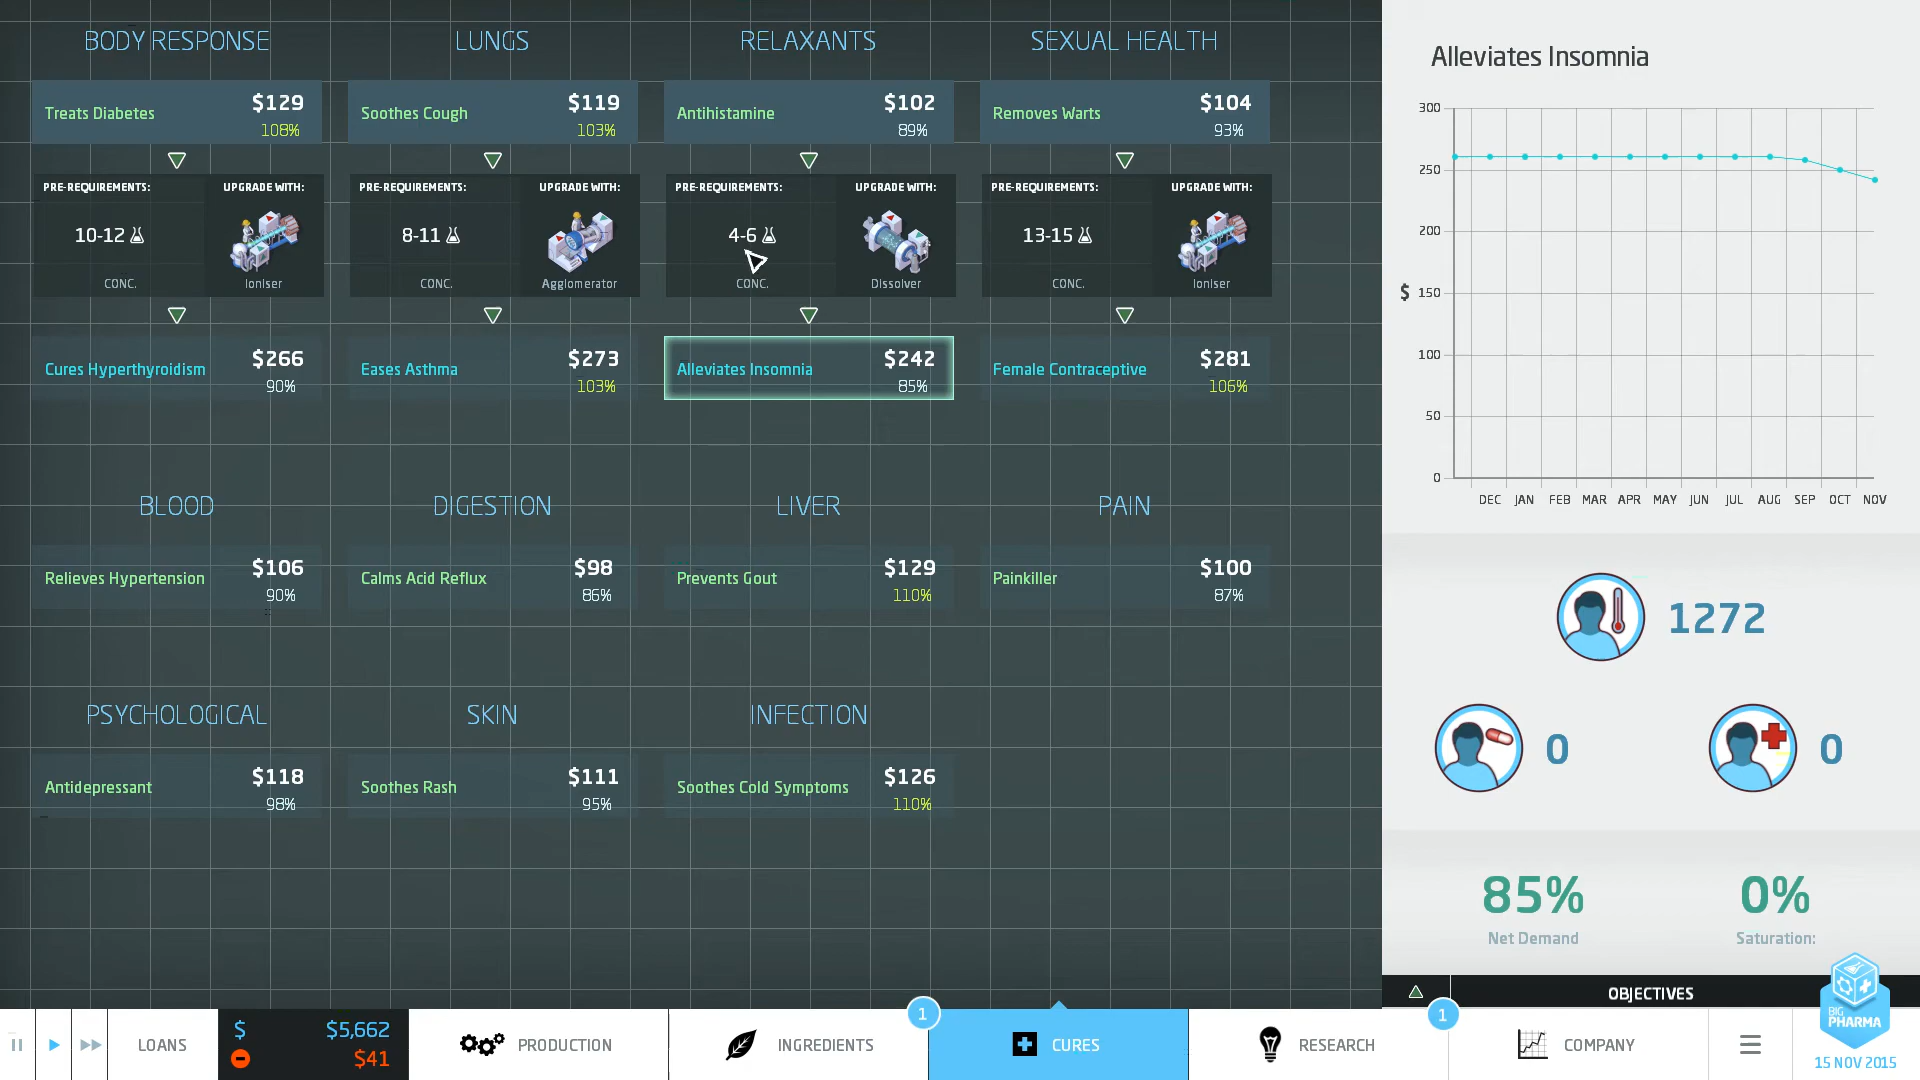 BODY RESPONSE
LUNGS
RELAXANTS
SEXUAL HEALTH
Treats Diabetes $129
108%
Soothes Cough $119
103%
Antihistamine $102
89%
Removes Warts $104
93%
PRE-REQUIREMENTS: UPGRADE WITH:
10-12
CONC. Ioniser
PRE-REQUIREMENTS: UPGRADE WITH:
8-11
CONC. Agglomerator
PRE-REQUIREMENTS: UPGRADE WITH:
4-6
CONC. Dissolver
PRE-REQUIREMENTS: UPGRADE WITH:
13-15
CONC. Ioniser
Cures Hyperthyroidism $266
90%
Eases Asthma $273
103%
Alleviates Insomnia $242
85%
Female Contraceptive $281
106%
BLOOD
DIGESTION
LIVER
PAIN
Relieves Hypertension $106
90%
Calms Acid Reflux $98
86%
Prevents Gout $129
110%
Painkiller $100
87%
PSYCHOLOGICAL
SKIN
INFECTION
Antidepressant $118
98%
Soothes Rash $111
95%
Soothes Cold Symptoms $126
110%
Alleviates Insomnia
300
250
200
$ 150
100
50
0
DEC JAN FEB MAR APR MAY JUN JUL AUG SEP OCT NOV
1272
0
0
85%
Net Demand
0%
Saturation:
OBJECTIVES
LOANS
$ $5,662
$41
PRODUCTION
INGREDIENTS
1
CURES
RESEARCH
1
COMPANY
BIG
PHARMA
15 NOV 2015